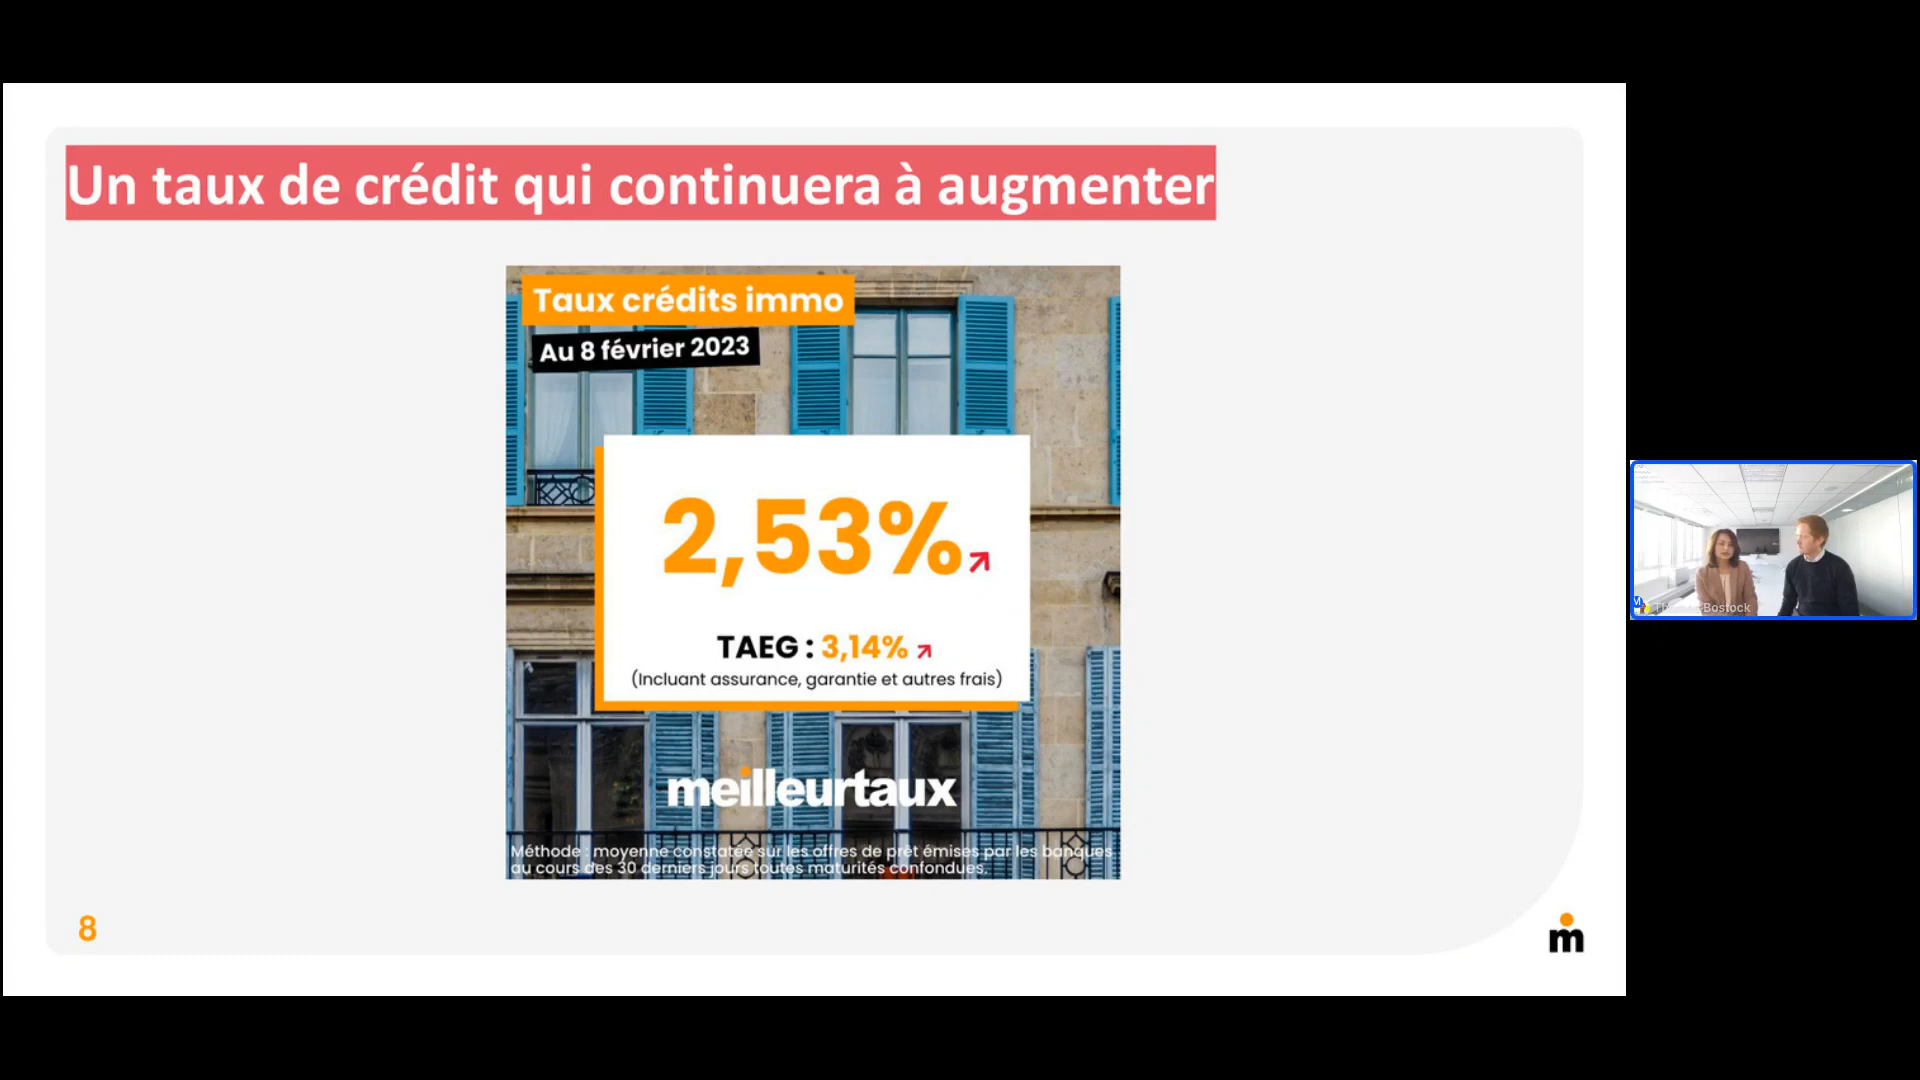 Un taux de crédit qui continuera à augmenter
Taux crédits immo
Au 8 février 2023
2,53%
TAEG : 3,14%
(Incluant assurance, garantie et autres frais)
meilleurtaux
Méthode : moyenne constatée sur les offres de prêt émises par les banques
au cours des 30 derniers jours toutes maturités confondues.
8
m
Bostock